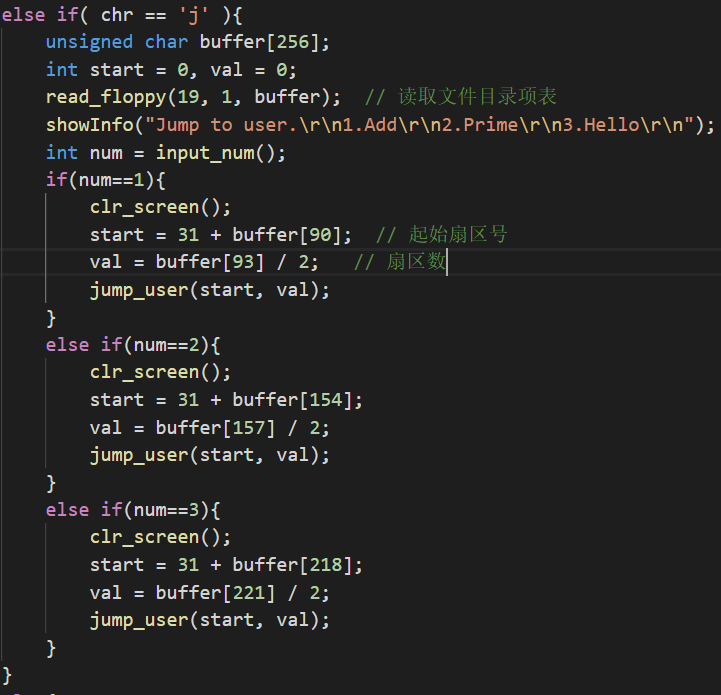 else if( chr == 'j' ){
    unsigned char buffer[256];
    int start = 0, val = 0;
    read_floppy(19, 1, buffer);  // 读取文件目录项表
    showInfo("Jump to user.\r\n1.Add\r\n2.Prime\r\n3.Hello\r\n");
    int num = input_num();
    if(num==1){
        clr_screen();
        start = 31 + buffer[90];  // 起始扇区号
        val = buffer[93] / 2;   // 扇区数
        jump_user(start, val);
    }
    else if(num==2){
        clr_screen();
        start = 31 + buffer[154];
        val = buffer[157] / 2;
        jump_user(start, val);
    }
    else if(num==3){
        clr_screen();
        start = 31 + buffer[218];
        val = buffer[221] / 2;
        jump_user(start, val);
    }
}